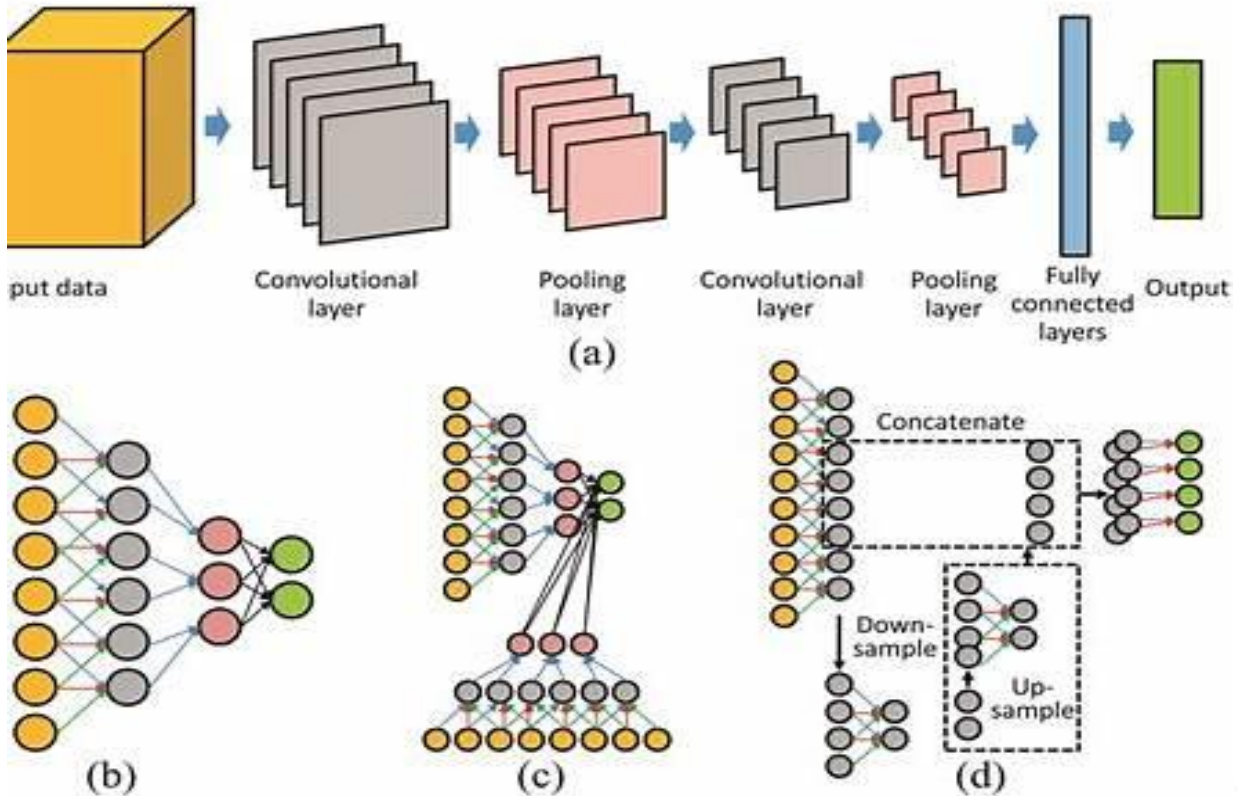 put data
Convolutional
layer
Pooling
layer
Convolutional
layer
Pooling
layer
Fully
connected
layers
Output
(a)
Concatenate
Down-
sample
Up-
sample
(b)
(c)
(d)